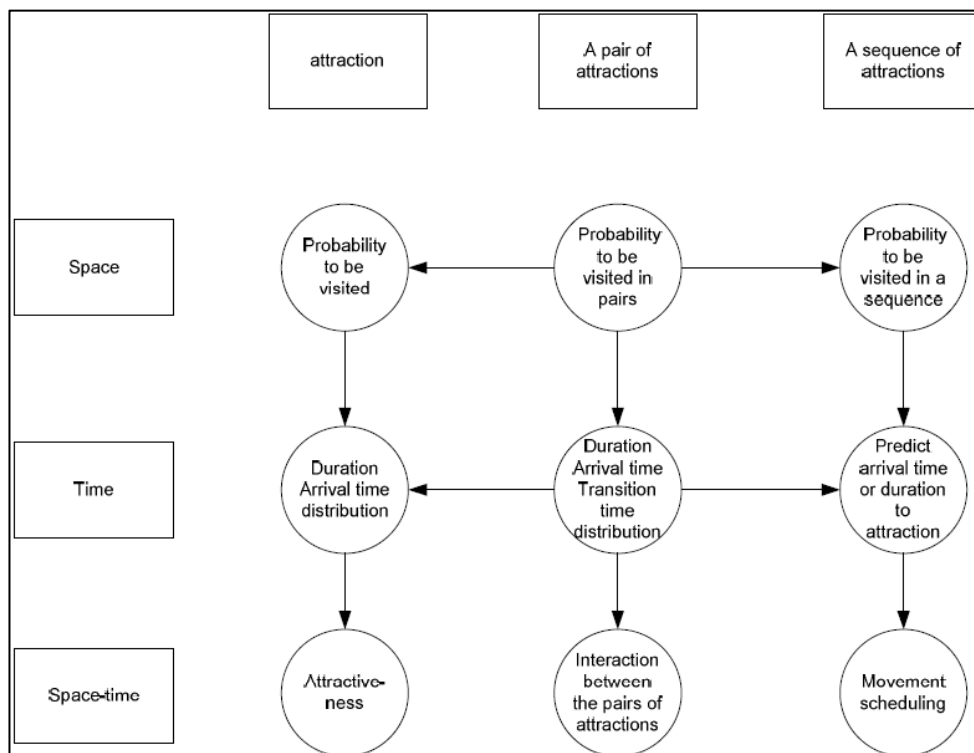 attraction
A pair of
attractions
A sequence of
attractions
Space
Probability
to be
visited
Probability
to be
visited in
pairs
Probability
to be
visited in a
sequence
Time
Duration
Arrival time
distribution
Duration
Arrival time
Transition
time
distribution
Predict
arrival time
or duration
to
attraction
Space-time
Attractive-
ness
Interaction
between
the pairs of
attractions
Movement
scheduling